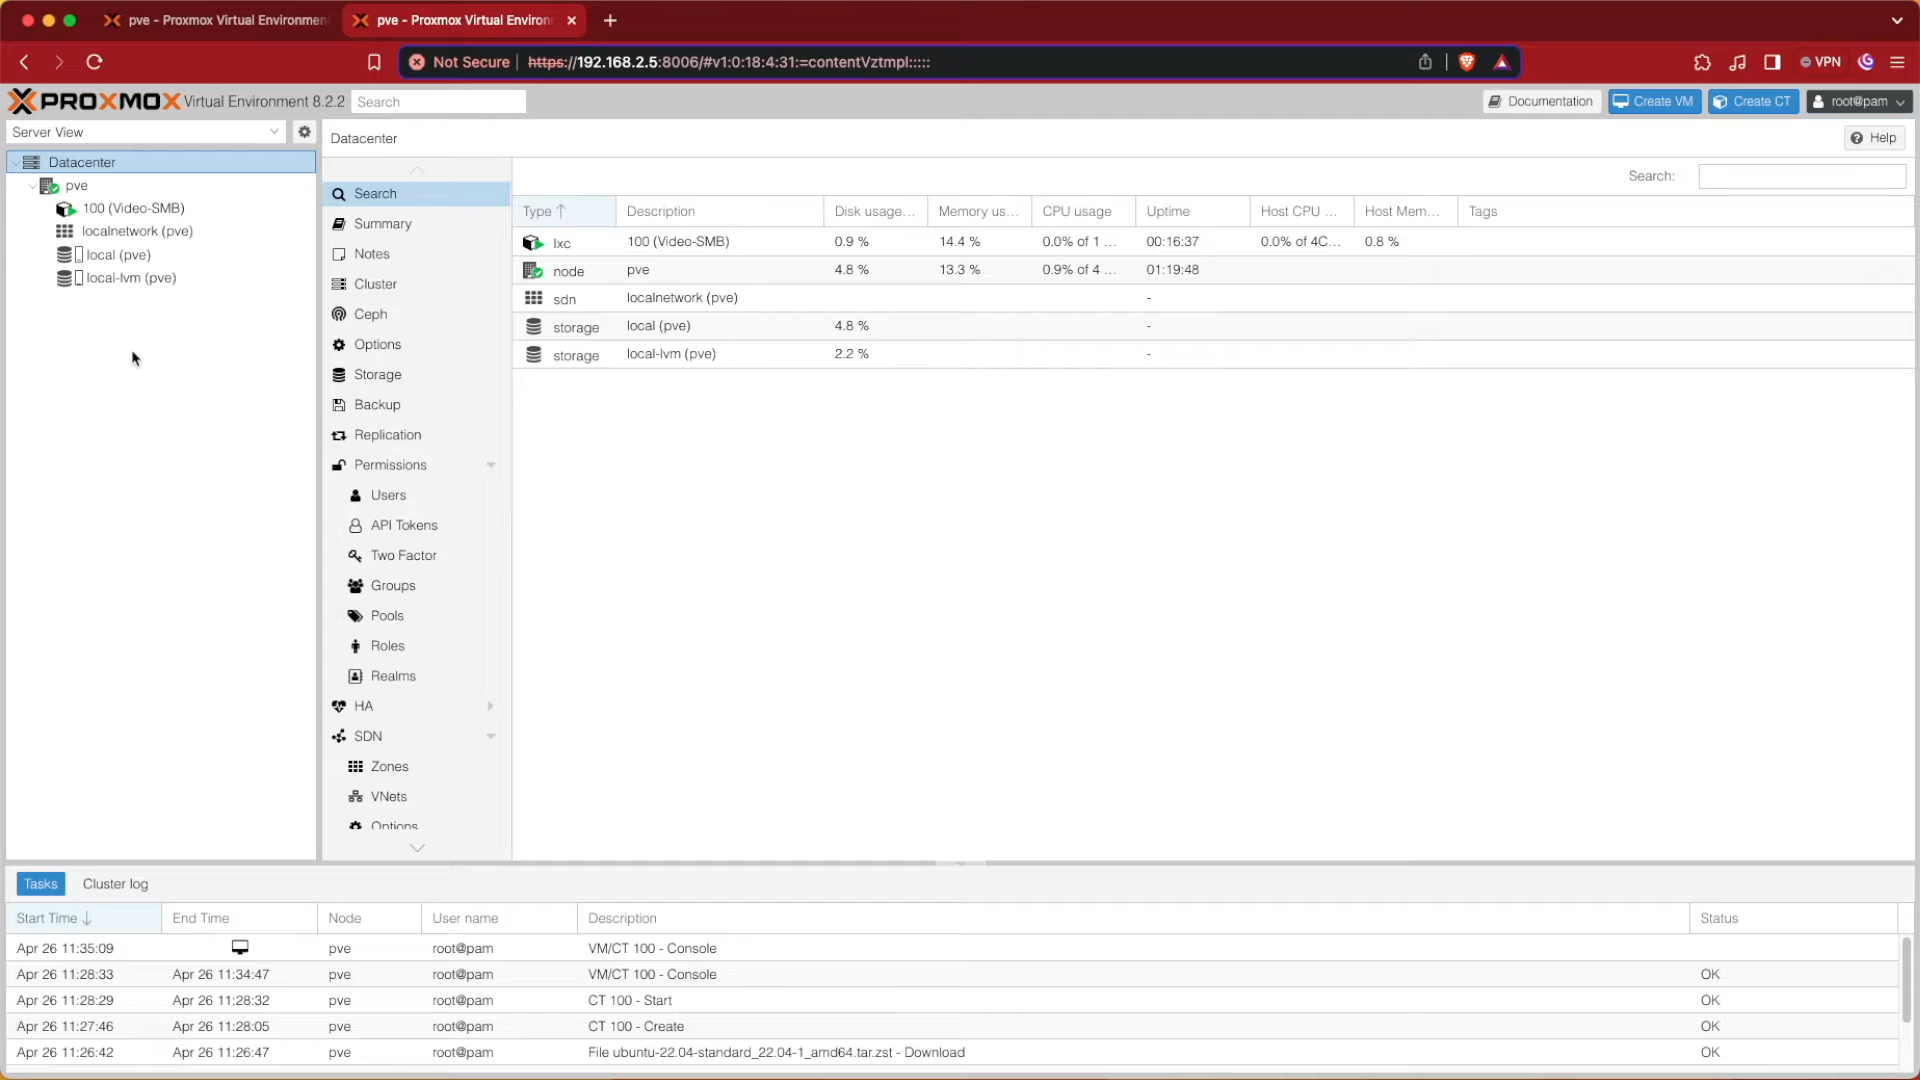 pve - Proxmox Virtual Environment
pve - Proxmox Virtual Environ
Not Secure https://192.168.2.5:8006/#v1:0:18:4:31:=contentVztmpl:::::
VPN
PROXMOX Virtual Environment 8.2.2 Search
Documentation Create VM Create CT root@pam
Server View
Datacenter
pve
100 (Video-SMB)
localnetwork (pve)
local (pve)
local-lvm (pve)
Datacenter
Help
Search
Summary
Notes
Cluster
Ceph
Options
Storage
Backup
Replication
Permissions
Users
API Tokens
Two Factor
Groups
Pools
Roles
Realms
HA
SDN
Zones
VNets
Options
Search:
Type Description Disk usage... Memory us... CPU usage Uptime Host CPU ... Host Mem... Tags
lxc 100 (Video-SMB) 0.9 % 14.4 % 0.0% of 1 ... 00:16:37 0.0% of 4C... 0.8 %
node pve 4.8 % 13.3 % 0.9% of 4 ... 01:19:48
sdn localnetwork (pve) -
storage local (pve) 4.8 % -
storage local-lvm (pve) 2.2 % -
Tasks Cluster log
Start Time End Time Node User name Description Status
Apr 26 11:35:09 pve root@pam VM/CT 100 - Console
Apr 26 11:28:33 Apr 26 11:34:47 pve root@pam VM/CT 100 - Console OK
Apr 26 11:28:29 Apr 26 11:28:32 pve root@pam CT 100 - Start OK
Apr 26 11:27:46 Apr 26 11:28:05 pve root@pam CT 100 - Create OK
Apr 26 11:26:42 Apr 26 11:26:47 pve root@pam File ubuntu-22.04-standard_22.04-1_amd64.tar.zst - Download OK